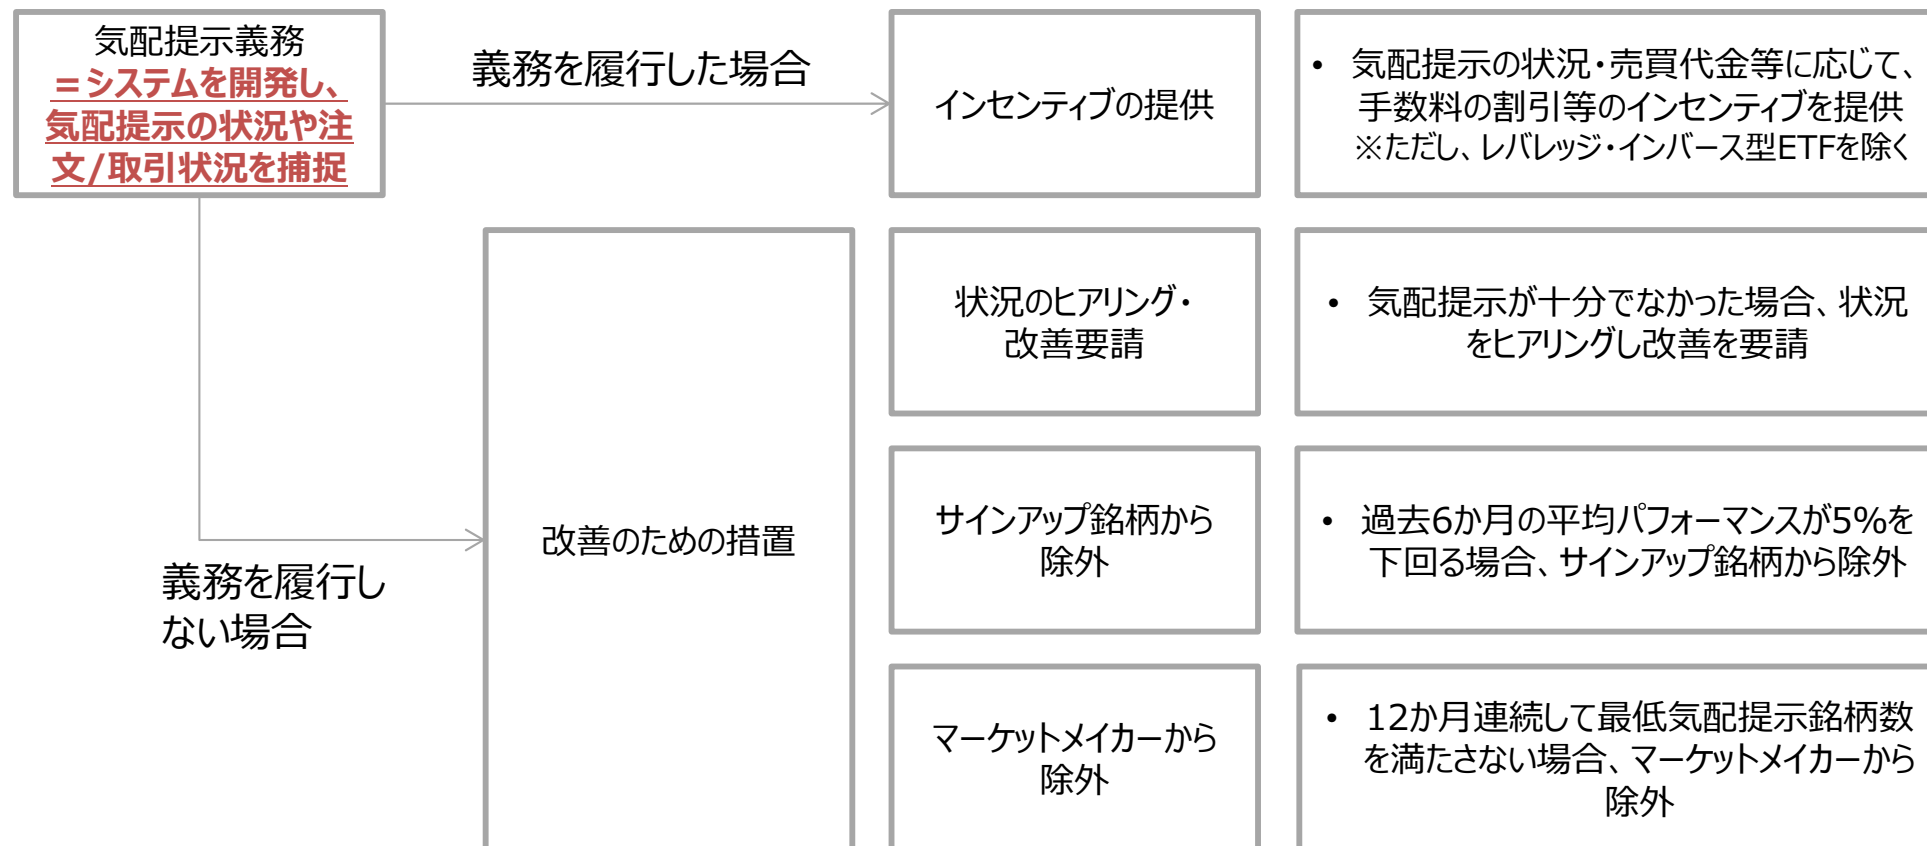 気配提示義務
＝システムを開発し、
気配提示の状況や注
文/取引状況を捕捉
義務を履行した場合
インセンティブの提供
• 気配提示の状況・売買代金等に応じて、
手数料の割引等のインセンティブを提供
※ただし、レバレッジ・インバース型ETFを除く
義務を履行し
ない場合
改善のための措置
状況のヒアリング・
改善要請
• 気配提示が十分でなかった場合、状況
をヒアリングし改善を要請
サインアップ銘柄から
除外
• 過去6か月の平均パフォーマンスが5%を
下回る場合、サインアップ銘柄から除外
マーケットメイカーから
除外
• 12か月連続して最低気配提示銘柄数
を満たさない場合、マーケットメイカーから
除外